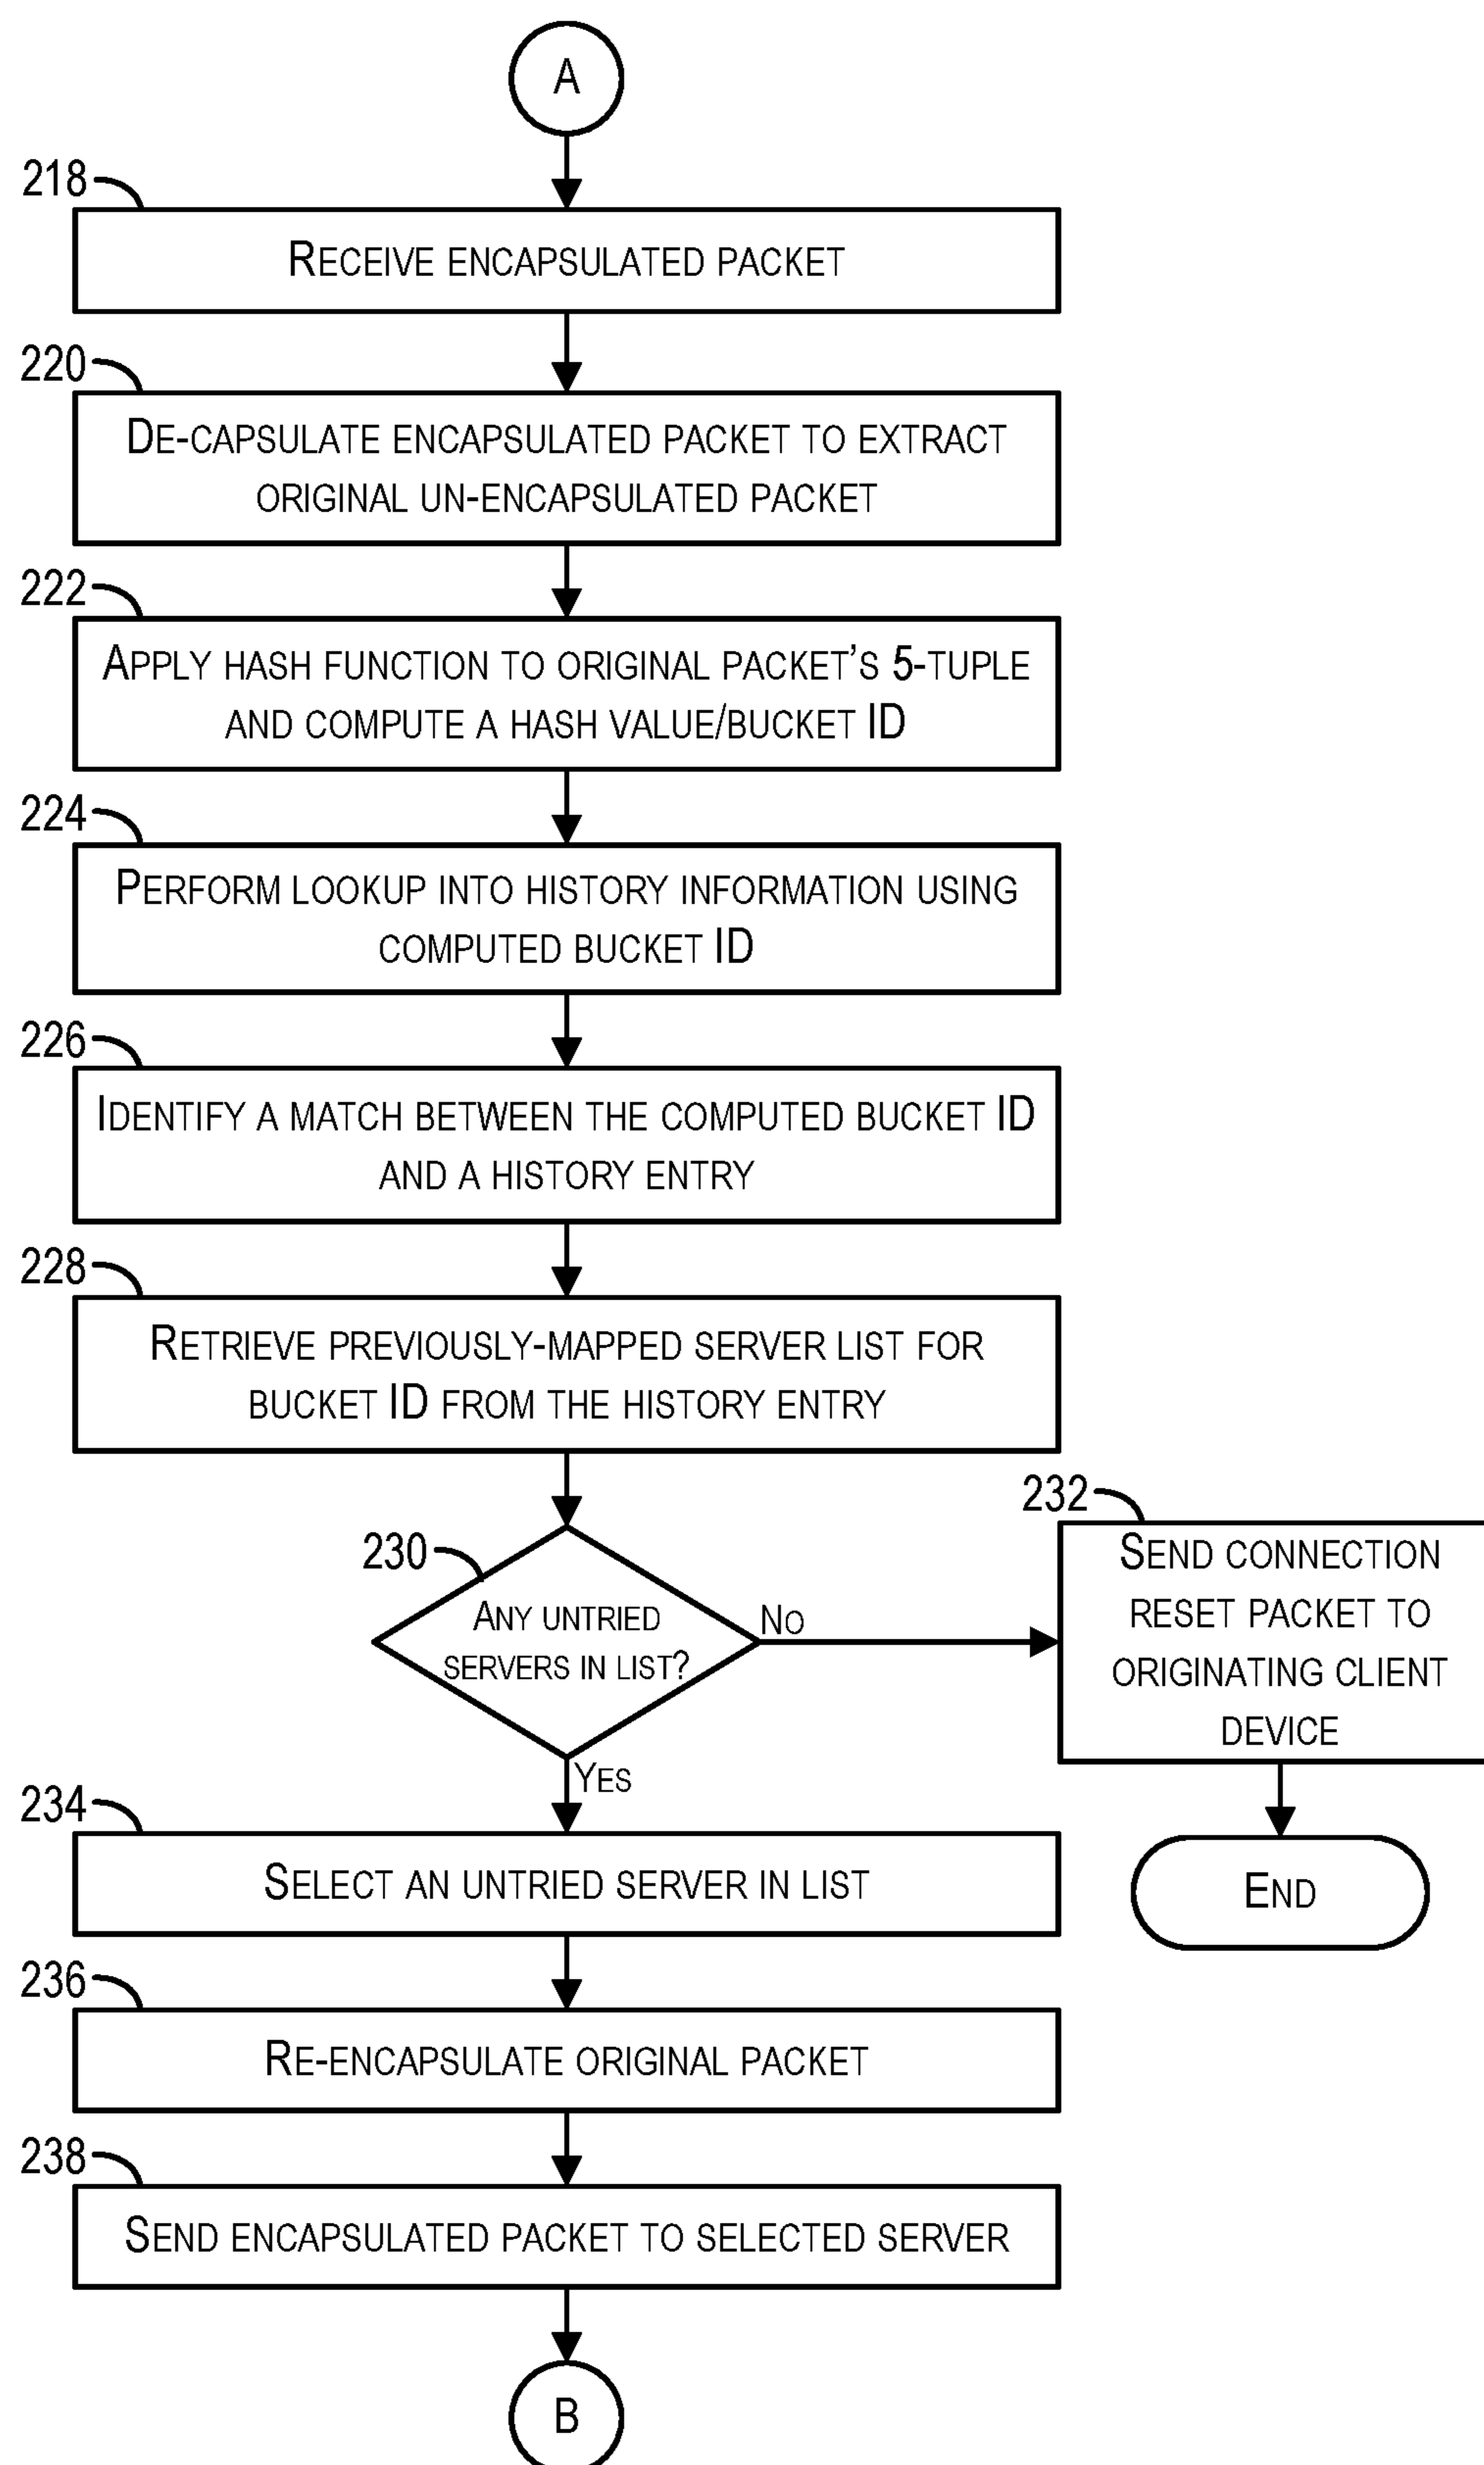 A
218
RECEIVE ENCAPSULATED PACKET
220
DE-CAPSULATE ENCAPSULATED PACKET TO EXTRACT
ORIGINAL UN-ENCAPSULATED PACKET
222
APPLY HASH FUNCTION TO ORIGINAL PACKET'S 5-TUPLE
AND COMPUTE A HASH VALUE/BUCKET ID
224
PERFORM LOOKUP INTO HISTORY INFORMATION USING
COMPUTED BUCKET ID
226
IDENTIFY A MATCH BETWEEN THE COMPUTED BUCKET ID
AND A HISTORY ENTRY
228
RETRIEVE PREVIOUSLY-MAPPED SERVER LIST FOR
BUCKET ID FROM THE HISTORY ENTRY
230
ANY UNTRIED
SERVERS IN LIST?
NO
232
SEND CONNECTION
RESET PACKET TO
ORIGINATING CLIENT
DEVICE
END
YES
234
SELECT AN UNTRIED SERVER IN LIST
236
RE-ENCAPSULATE ORIGINAL PACKET
238
SEND ENCAPSULATED PACKET TO SELECTED SERVER
B